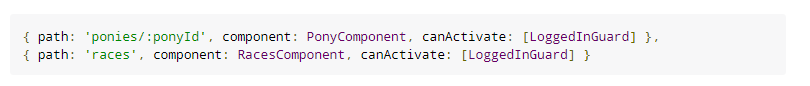 { path: 'ponies/:ponyId', component: PonyComponent, canActivate: [LoggedInGuard] },
{ path: 'races', component: RacesComponent, canActivate: [LoggedInGuard] }